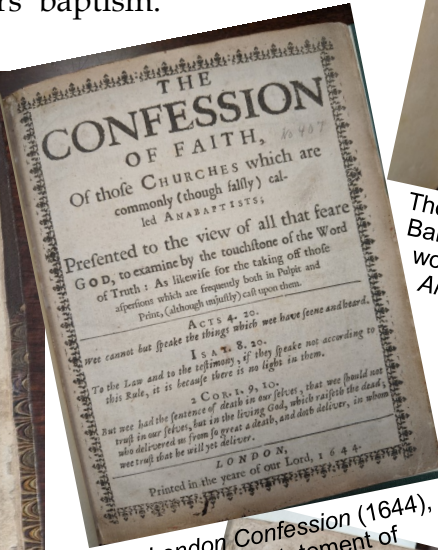 rs' baptism.
THE
CONFESSION
OF FAITH,
No 407
Of thoſe CHURCHES which are
commonly (though falſly) cal-
led ANABAPTISTS;
Preſented to the view of all that feare
GOD, to examine by the touchſtone of the Word
of Truth : As likewiſe for the taking off thoſe
aſperſions which are frequently both in Pulpit and
Print, (although unjuſtly) caſt upon them.
ACTS 4. 20.
Wee cannot but ſpeake the things which wee have ſeene and heard.
ISAI. 8. 20.
To the Law and to the teſtimony, if they ſpeake not according to
this Rule, it is becauſe there is no light in them.
2 COR. 1. 9, 10.
But wee had the ſentence of death in our ſelves, that wee ſhould not
truſt in our ſelves, but in the living God, which raiſeth the dead;
who delivered us from ſo great a death, and doth deliver, in whom
wee truſt that he will yet deliver.
LONDON,
Printed in the yeare of our Lord, 1644.
The
Ba
wo
A
ondon Confession (1644),
tement of